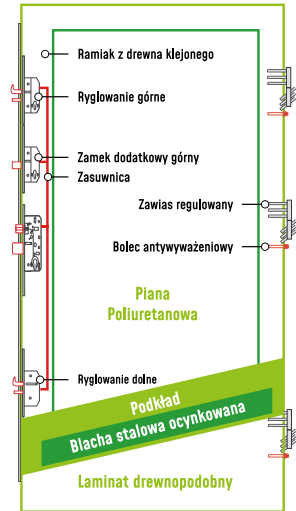 Ramiak z drewna klejonego
Ryglowanie górne
Zamek dodatkowy górny
Zasuwnica
Zawias regulowany
Bolec antywyważeniowy
Piana
Poliuretanowa
Ryglowanie dolne
Podkład
Blacha stalowa ocynkowana
Laminat drewnopodobny